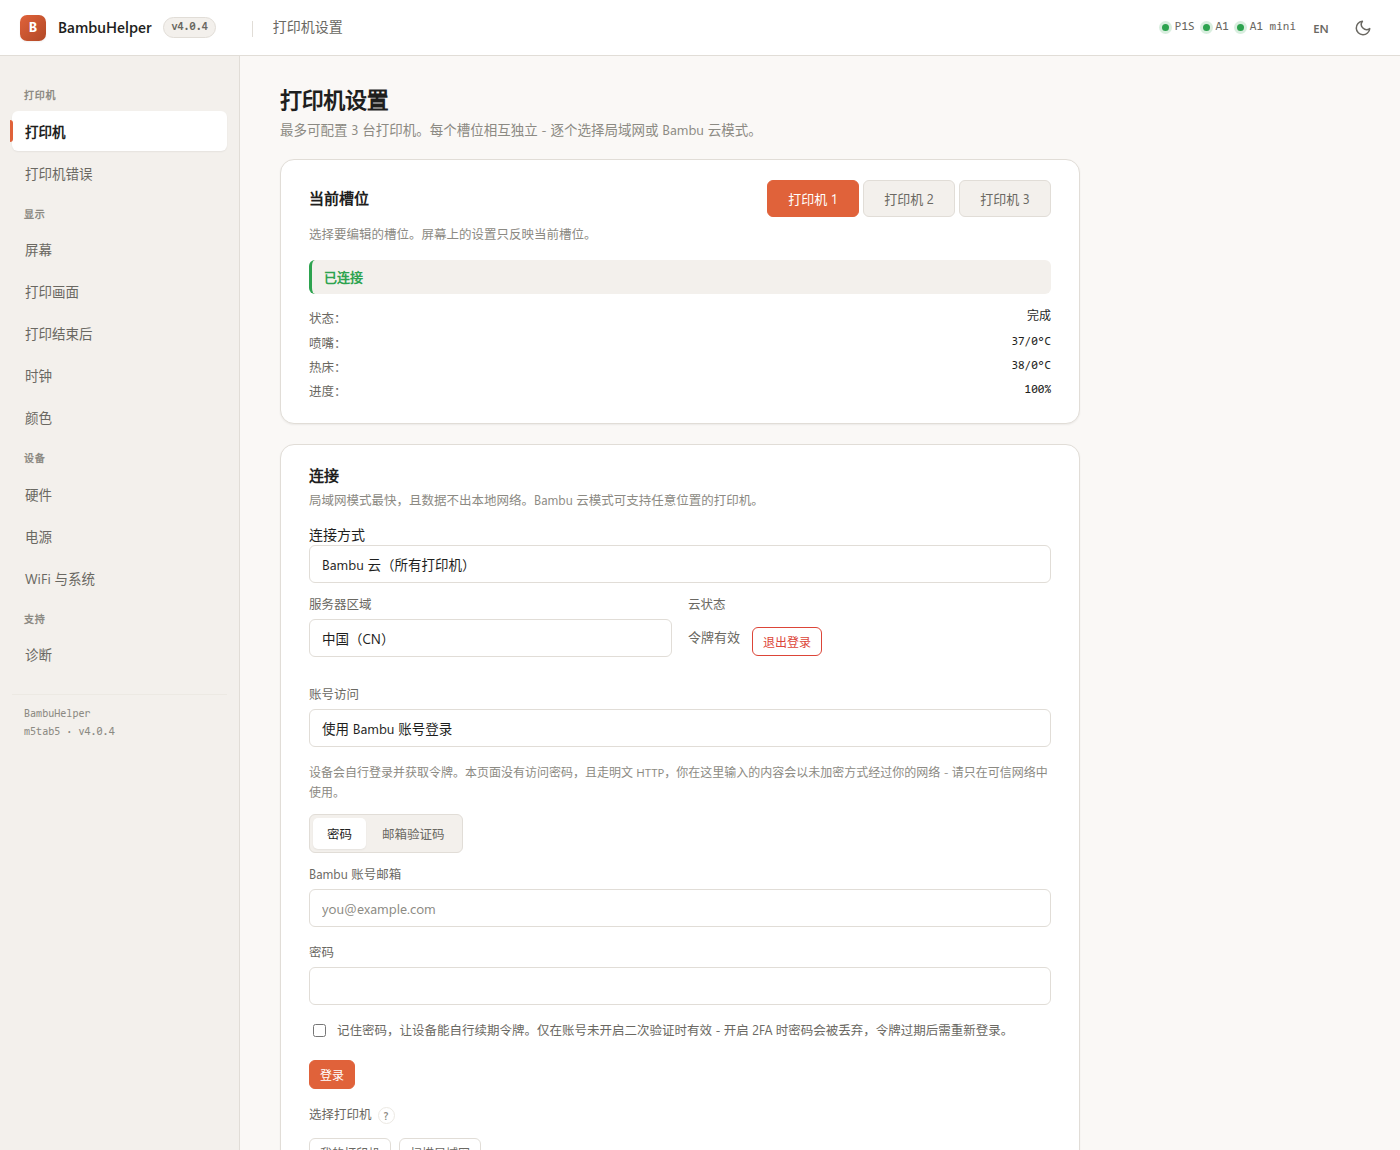 B BambuHelper v4.0.4 打印机设置 P1S A1 A1 mini EN
打印机
打印机
打印机错误
显示
屏幕
打印画面
打印结束后
时钟
颜色
设备
硬件
电源
WiFi 与系统
支持
诊断
BambuHelper
m5tab5 · v4.0.4
打印机设置
最多可配置 3 台打印机。每个槽位相互独立 - 逐个选择局域网或 Bambu 云模式。
当前槽位 打印机 1 打印机 2 打印机 3
选择要编辑的槽位。屏幕上的设置只反映当前槽位。
已连接
状态： 完成
喷嘴： 37/0°C
热床： 38/0°C
进度： 100%
连接
局域网模式最快，且数据不出本地网络。Bambu 云模式可支持任意位置的打印机。
连接方式
Bambu 云（所有打印机）
服务器区域 云状态
中国（CN） 令牌有效 退出登录
账号访问
使用 Bambu 账号登录
设备会自行登录并获取令牌。本页面没有访问密码，且走明文 HTTP，你在这里输入的内容会以未加密方式经过你的网络 - 请只在可信网络中
使用。
密码 邮箱验证码
Bambu 账号邮箱
you@example.com
密码
记住密码，让设备能自行续期令牌。仅在账号未开启二次验证时有效 - 开启 2FA 时密码会被丢弃，令牌过期后需重新登录。
登录
选择打印机 ?
我的打印机 扫描局域网